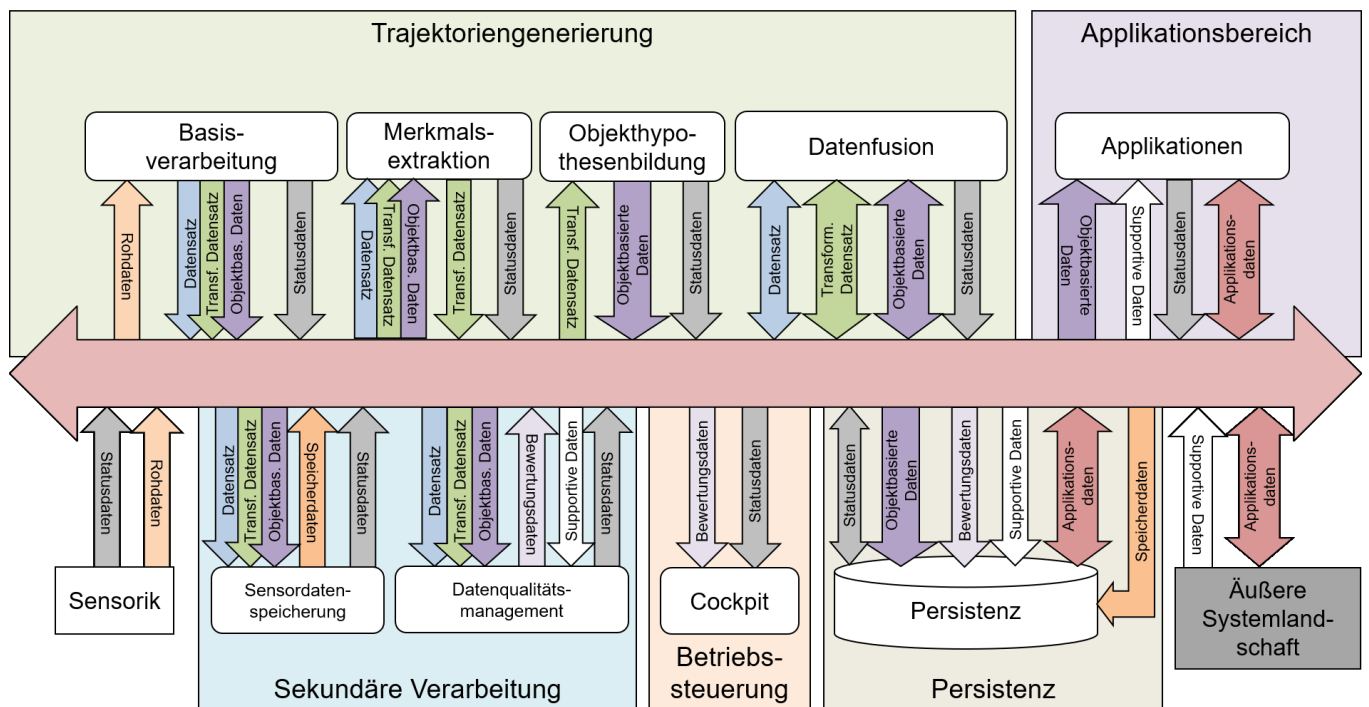 Trajektoriengenerierung
Applikationsbereich
Basis-
verarbeitung
Merkmals-
extraktion
Objekthypo-
thesenbildung
Datenfusion
Applikationen
Rohdaten
Datensatz
Transf. Datensatz
Objektbas. Daten
Statusdaten
Datensatz
Transf. Datensatz
Objektbas. Daten
Transf. Datensatz
Statusdaten
Transf. Datensatz
Objektbasierte
Daten
Statusdaten
Datensatz
Transform.
Datensatz
Objektbasierte
Daten
Statusdaten
Objektbasierte
Daten
Supportive Daten
Statusdaten
Applikations-
daten
Statusdaten
Rohdaten
Datensatz
Transf. Datensatz
Objektbas. Daten
Speicherdaten
Statusdaten
Datensatz
Transf. Datensatz
Objektbas. Daten
Bewertungsdaten
Supportive Daten
Statusdaten
Bewertungsdaten
Statusdaten
Statusdaten
Objektbasierte
Daten
Bewertungsdaten
Supportive Daten
Applikations-
daten
Speicherdaten
Supportive Daten
Applikations-
daten
Sensorik
Sensordaten-
speicherung
Datenqualitäts-
management
Cockpit
Persistenz
Äußere
Systemland-
schaft
Sekundäre Verarbeitung
Betriebs-
steuerung
Persistenz